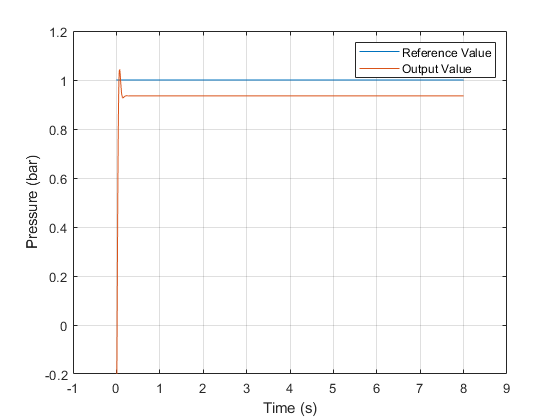 1.2
1
0.8
0.6
0.4
0.2
0
-0.2
Pressure (bar)
Reference Value
Output Value
-1 0 1 2 3 4 5 6 7 8 9
Time (s)